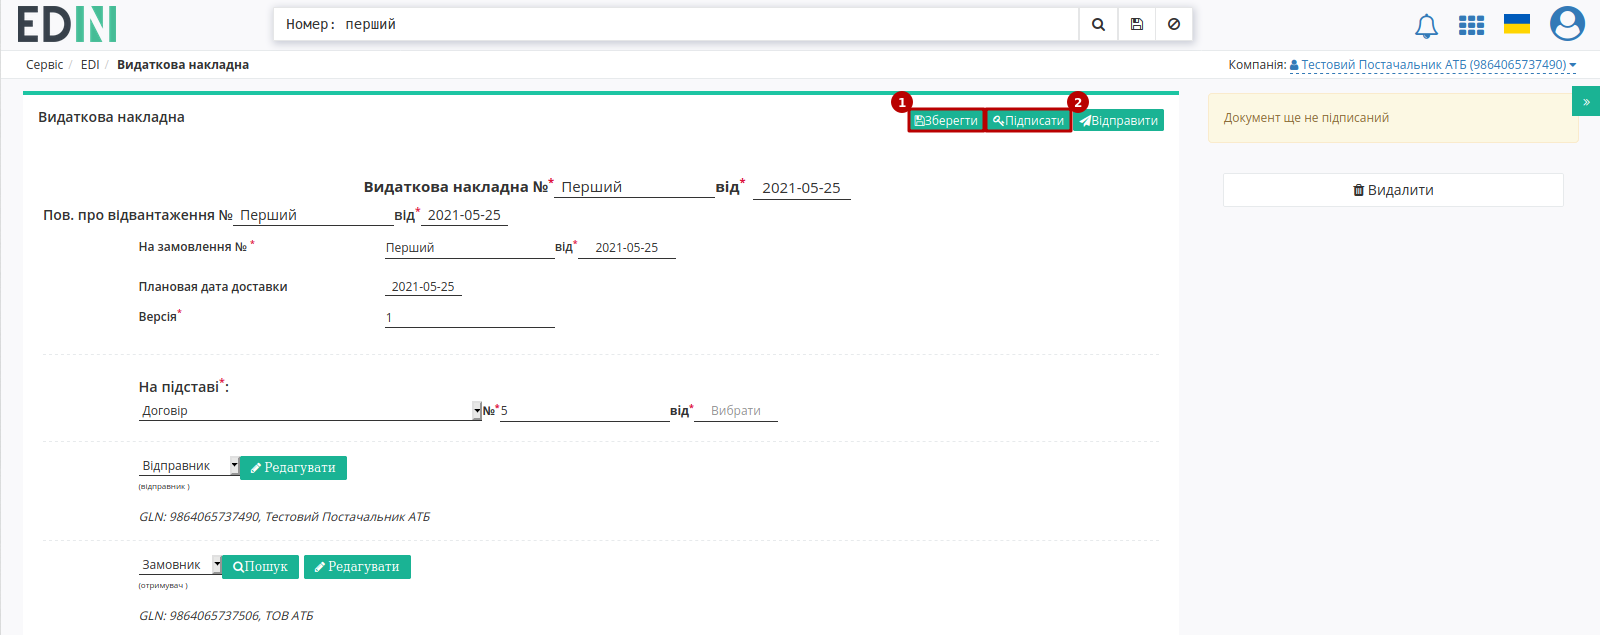 EDIN
Номер: перший
Сервіс / EDI / Видаткова накладна
Компанія: Тестовий Постачальник АТБ (9864065737490)
1 2
Видаткова накладна
Зберегти Підписати Відправити
Документ ще не підписаний
»
Видалити
Видаткова накладна №* Перший від* 2021-05-25
Пов. про відвантаження № Перший від* 2021-05-25
На замовлення № * Перший від* 2021-05-25
Плановая дата доставки 2021-05-25
Версія* 1
На підставі*:
Договір №* 5 від* Вибрати
Відправник Редагувати
(відправник )
GLN: 9864065737490, Тестовий Постачальник АТБ
Замовник Пошук Редагувати
(отримувач )
GLN: 9864065737506, ТОВ АТБ